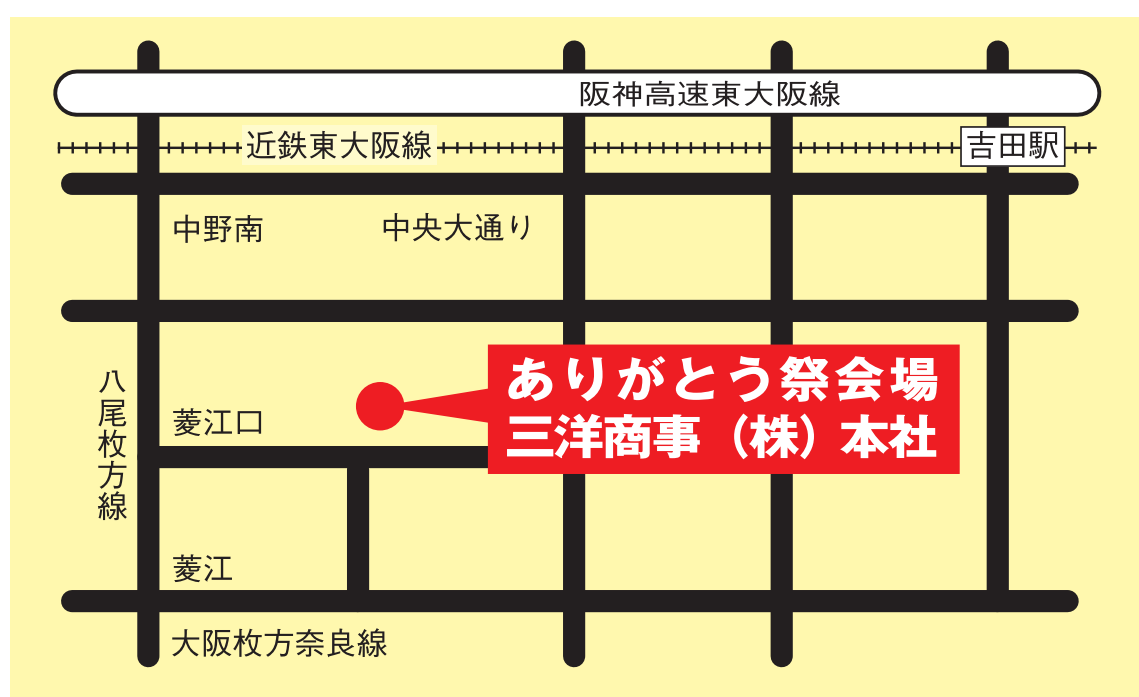 阪神高速東大阪線
近鉄東大阪線
吉田駅
中野南
中央大通り
ありがとう祭会場
三洋商事（株）本社
八尾枚方線
菱江口
菱江
大阪枚方奈良線